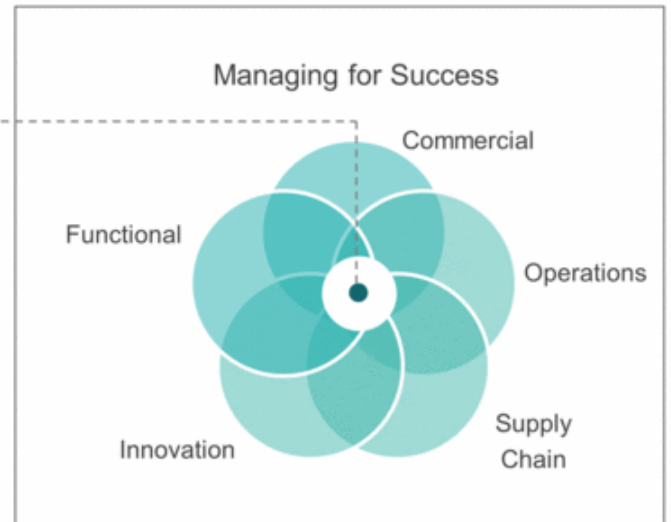 Managing for Success
Commercial
Functional
Operations
Supply
Chain
Innovation